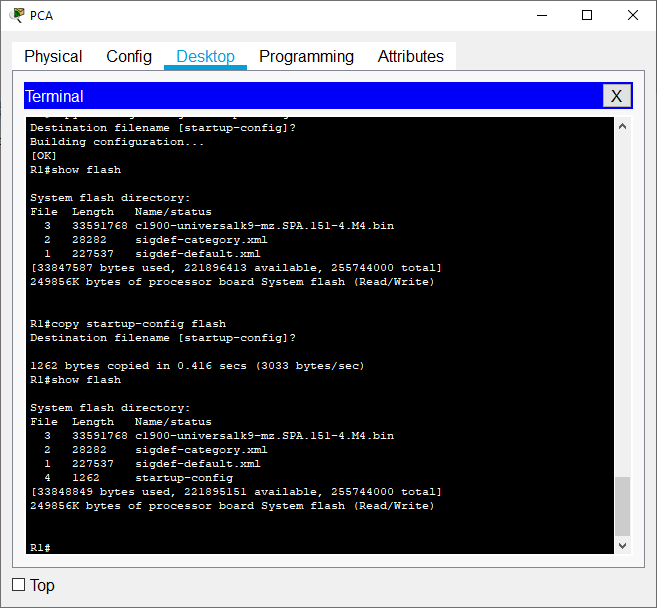 PCA
Physical Config Desktop Programming Attributes
Terminal X
Destination filename [startup-config]?
Building configuration...
[OK]
R1#show flash
System flash directory:
File Length Name/status
3 33591768 c1900-universalk9-mz.SPA.151-4.M4.bin
2 28282 sigdef-category.xml
1 227537 sigdef-default.xml
[33847587 bytes used, 221896413 available, 255744000 total]
249856K bytes of processor board System flash (Read/Write)
R1#copy startup-config flash
Destination filename [startup-config]?
1262 bytes copied in 0.416 secs (3033 bytes/sec)
R1#show flash
System flash directory:
File Length Name/status
3 33591768 c1900-universalk9-mz.SPA.151-4.M4.bin
2 28282 sigdef-category.xml
1 227537 sigdef-default.xml
4 1262 startup-config
[33848849 bytes used, 221895151 available, 255744000 total]
249856K bytes of processor board System flash (Read/Write)
R1#
Top